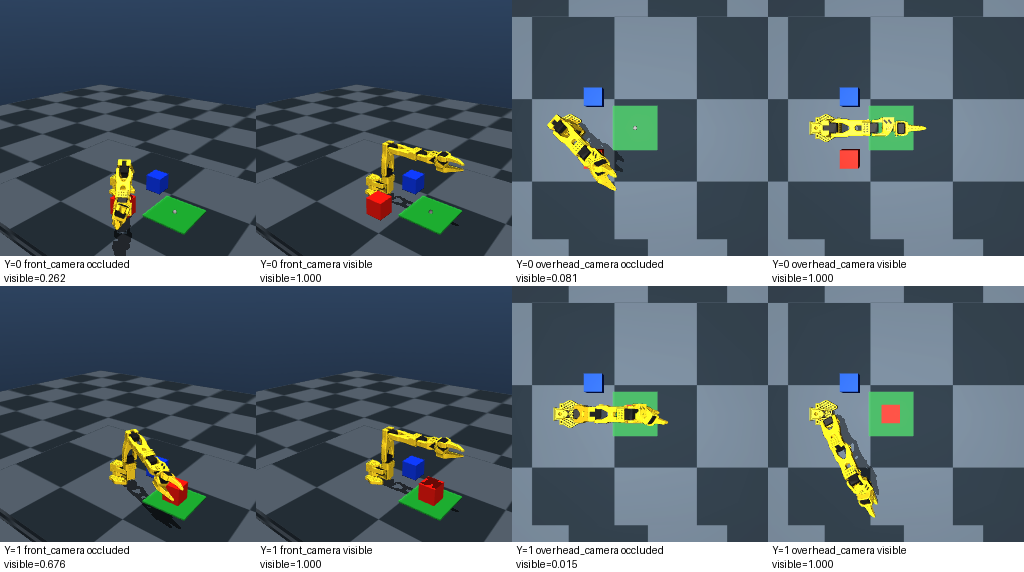 Y=0 front_camera occluded
visible=0.262
Y=0 front_camera visible
visible=1.000
Y=0 overhead_camera occluded
visible=0.081
Y=0 overhead_camera visible
visible=1.000
Y=1 front_camera occluded
visible=0.676
Y=1 front_camera visible
visible=1.000
Y=1 overhead_camera occluded
visible=0.015
Y=1 overhead_camera visible
visible=1.000